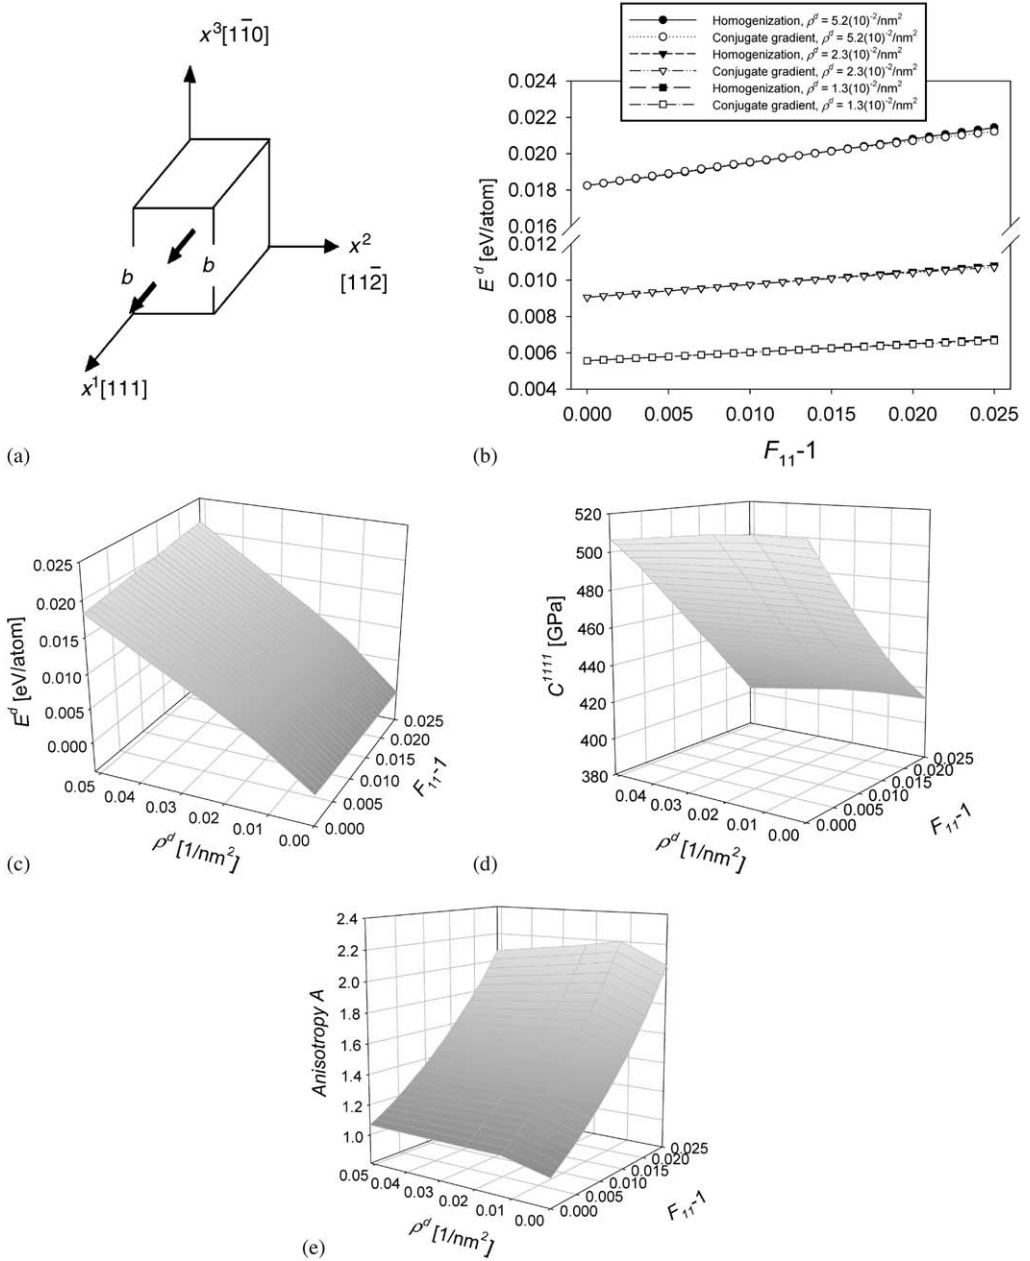 x³[11̄0]
x²
[112̄]
b
b
x¹[111]
(a)
Homogenization, ρᵈ = 5.2(10)⁻²/nm²
Conjugate gradient, ρᵈ = 5.2(10)⁻²/nm²
Homogenization, ρᵈ = 2.3(10)⁻²/nm²
Conjugate gradient, ρᵈ = 2.3(10)⁻²/nm²
Homogenization, ρᵈ = 1.3(10)⁻²/nm²
Conjugate gradient, ρᵈ = 1.3(10)⁻²/nm²
0.024
0.022
0.020
0.018
0.016
0.012
0.010
0.008
0.006
0.004
Eᵈ [eV/atom]
0.000 0.005 0.010 0.015 0.020 0.025
F₁₁-1
(b)
0.025
0.020
0.015
0.010
0.005
0.000
Eᵈ [eV/atom]
0.05 0.04 0.03 0.02 0.01 0.00
ρᵈ [1/nm²]
0.000 0.005 0.010 0.015 0.020 0.025
F₁₁-1
(c)
520
500
480
460
440
420
400
380
C¹¹¹¹ [GPa]
0.04 0.03 0.02 0.01 0.00
ρᵈ [1/nm²]
0.000 0.005 0.010 0.015 0.020 0.025
F₁₁-1
(d)
2.4
2.2
2.0
1.8
1.6
1.4
1.2
1.0
Anisotropy A
0.05 0.04 0.03 0.02 0.01 0.00
ρᵈ [1/nm²]
0.000 0.005 0.010 0.015 0.020 0.025
F₁₁-1
(e)